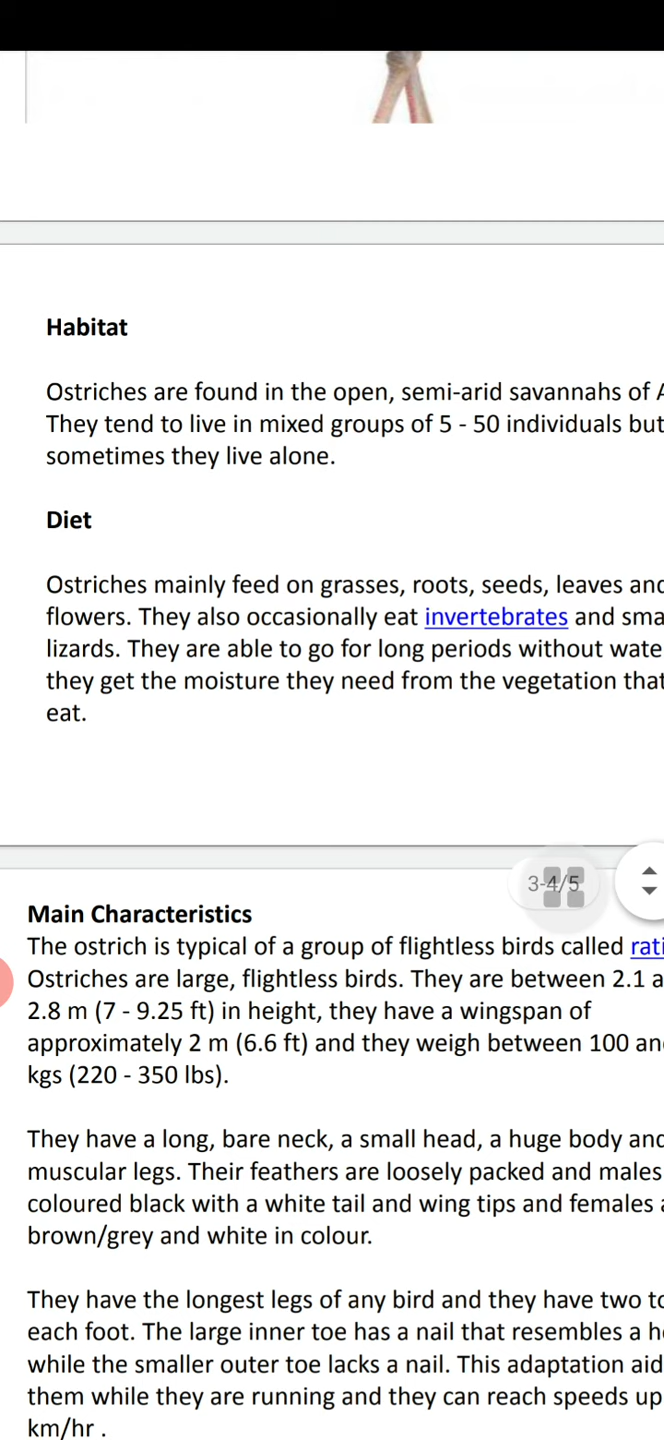 Habitat
Ostriches are found in the open, semi-arid savannahs of
They tend to live in mixed groups of 5 - 50 individuals but
sometimes they live alone.
Diet
Ostriches mainly feed on grasses, roots, seeds, leaves and
flowers. They also occasionally eat invertebrates and
lizards. They are able to go for long periods without
they get the moisture they need from the vegetation that
eat.
3-4/5
Main Characteristics
The ostrich is typical of a group of flightless birds called
Ostriches are large, flightless birds. They are between 2.1
2.8 m (7 - 9.25 ft) in height, they have a wingspan of
approximately 2 m (6.6 ft) and they weigh between 100
kgs (220 - 350 lbs).
They have a long, bare neck, a small head, a huge body and
muscular legs. Their feathers are loosely packed and males
coloured black with a white tail and wing tips and females
brown/grey and white in colour.
They have the longest legs of any bird and they have two
each foot. The large inner toe has a nail that resembles a
while the smaller outer toe lacks a nail. This adaptation
them while they are running and they can reach speeds up
km/hr .